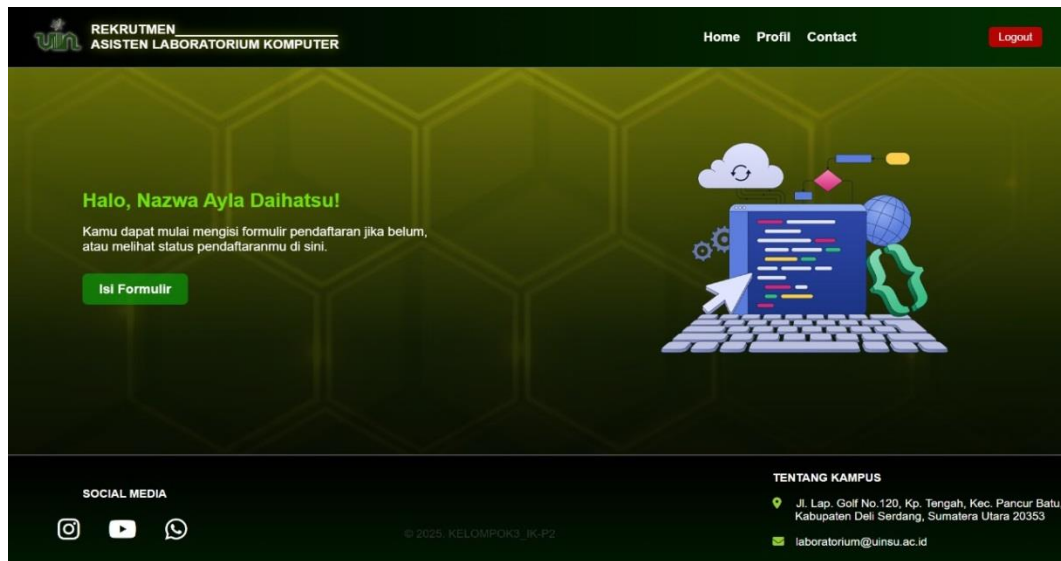 uin
REKRUTMEN
ASISTEN LABORATORIUM KOMPUTER
Home Profil Contact
Logout
Halo, Nazwa Ayla Daihatsu!
Kamu dapat mulai mengisi formulir pendaftaran jika belum,
atau melihat status pendaftaranmu di sini.
Isi Formulir
SOCIAL MEDIA
© 2025. KELOMPOK3_IK-P2
TENTANG KAMPUS
Jl. Lap. Golf No.120, Kp. Tengah, Kec. Pancur Batu
Kabupaten Deli Serdang, Sumatera Utara 20353
laboratorium@uinsu.ac.id